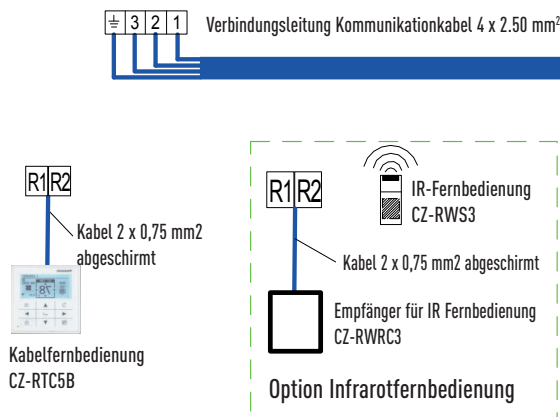 3 2 1 Verbindungsleitung Kommunikationkabel 4 x 2.50 mm²
R1 R2
Kabel 2 x 0,75 mm2
abgeschirmt
Kabelfernbedienung
CZ-RTC5B
R1 R2
IR-Fernbedienung
CZ-RWS3
Kabel 2 x 0,75 mm2 abgeschirmt
Empfänger für IR Fernbedienung
CZ-RWRC3
Option Infrarotfernbedienung